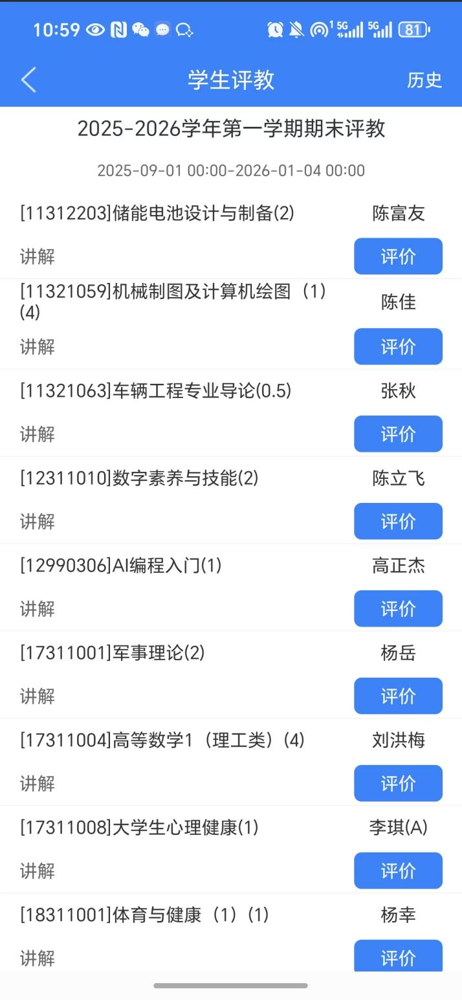 10:59 1 5G 5G 81
学生评教 历史
2025-2026学年第一学期期末评教
2025-09-01 00:00-2026-01-04 00:00
[11312203]储能电池设计与制备(2) 陈富友
讲解 评价
[11321059]机械制图及计算机绘图（1）
(4) 陈佳
讲解 评价
[11321063]车辆工程专业导论(0.5) 张秋
讲解 评价
[12311010]数字素养与技能(2) 陈立飞
讲解 评价
[12990306]AI编程入门(1) 高正杰
讲解 评价
[17311001]军事理论(2) 杨岳
讲解 评价
[17311004]高等数学1（理工类）(4) 刘洪梅
讲解 评价
[17311008]大学生心理健康(1) 李琪(A)
讲解 评价
[18311001]体育与健康（1）(1) 杨幸
讲解 评价